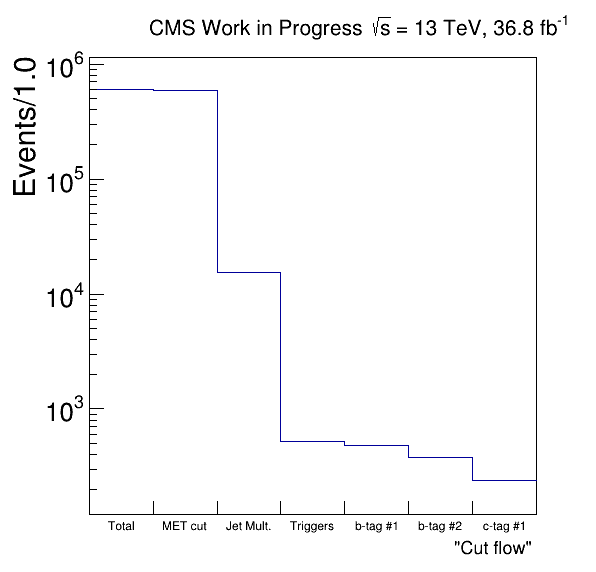 CMS Work in Progress √s = 13 TeV, 36.8 fb⁻¹
Events/1.0
10⁶
10⁵
10⁴
10³
Total MET cut Jet Mult. Triggers b-tag #1 b-tag #2 c-tag #1
"Cut flow"